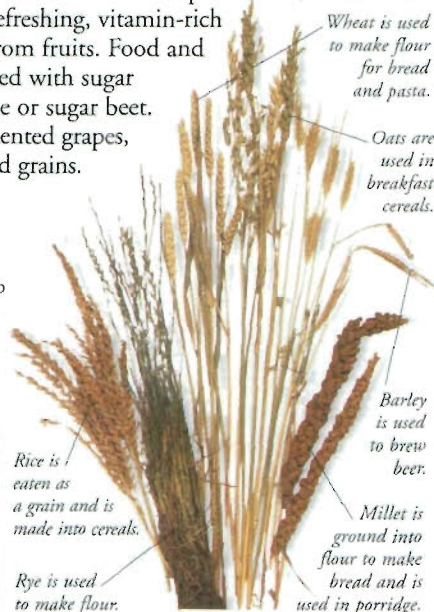 efreshing, vitamin-rich
rom fruits. Food and
ed with sugar
e or sugar beet.
ented grapes,
d grains.
Wheat is used
to make flour
for bread
and pasta.
Oats are
used in
breakfast
cereals.
Barley
is used
to brew
beer.
Rice is
eaten as
a grain and is
made into cereals.
Millet is
ground into
flour to make
bread and is
used in porridge.
Rye is used
to make flour.